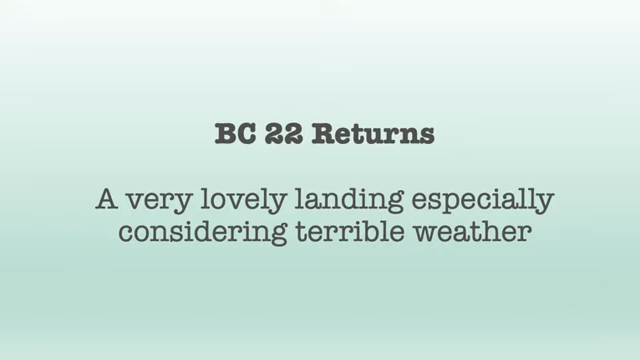 BC 22 Returns
A very lovely landing especially
considering terrible weather